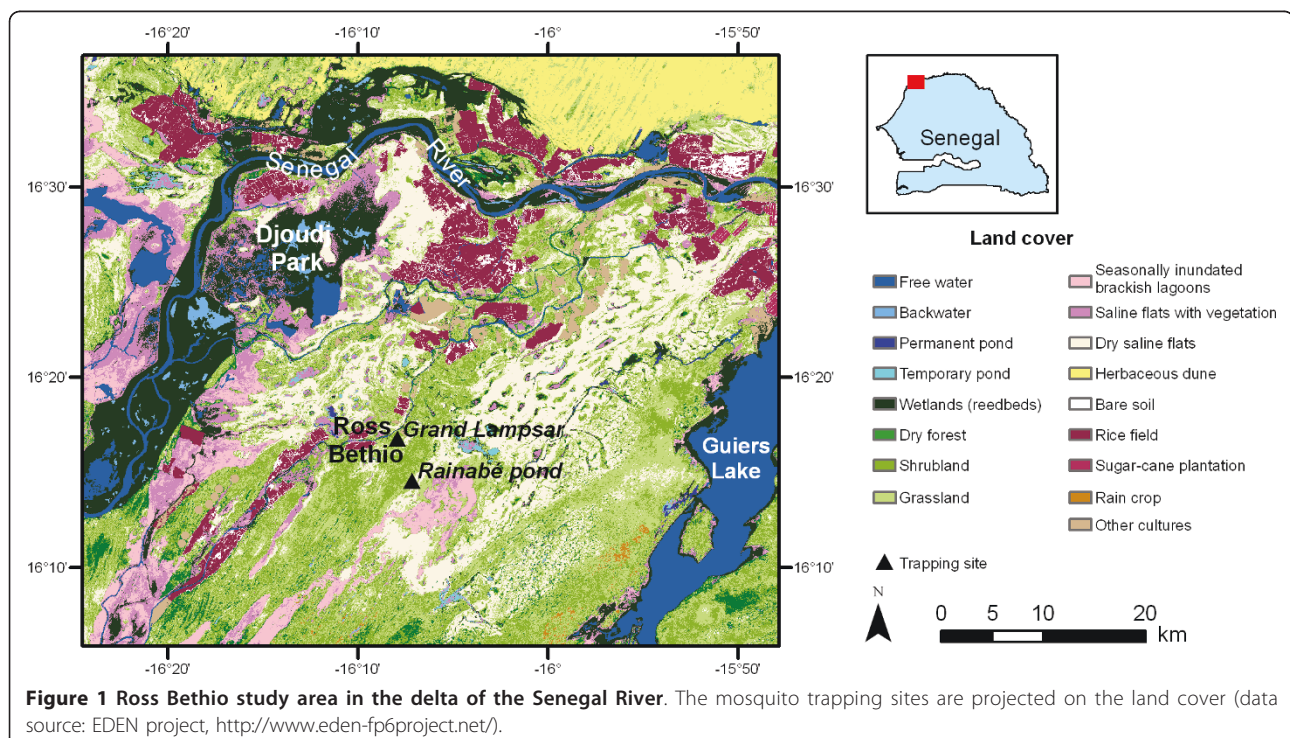 -16°20' -16°10' -16° -15°50'
16°30'
16°20'
16°10'
Senegal River
Djoudj
Park
Ross
Bethio
Grand Lampsar
Rainabé pond
Guiers
Lake
16°30'
16°20'
16°10'
-16°20' -16°10' -16° -15°50'
Senegal
Land cover
Free water
Backwater
Permanent pond
Temporary pond
Wetlands (reedbeds)
Dry forest
Shrubland
Grassland
Seasonally inundated
brackish lagoons
Saline flats with vegetation
Dry saline flats
Herbaceous dune
Bare soil
Rice field
Sugar-cane plantation
Rain crop
Other cultures
Trapping site
N
0 5 10 20
km
Figure 1 Ross Bethio study area in the delta of the Senegal River. The mosquito trapping sites are projected on the land cover (data
source: EDEN project, http://www.eden-fp6project.net/).